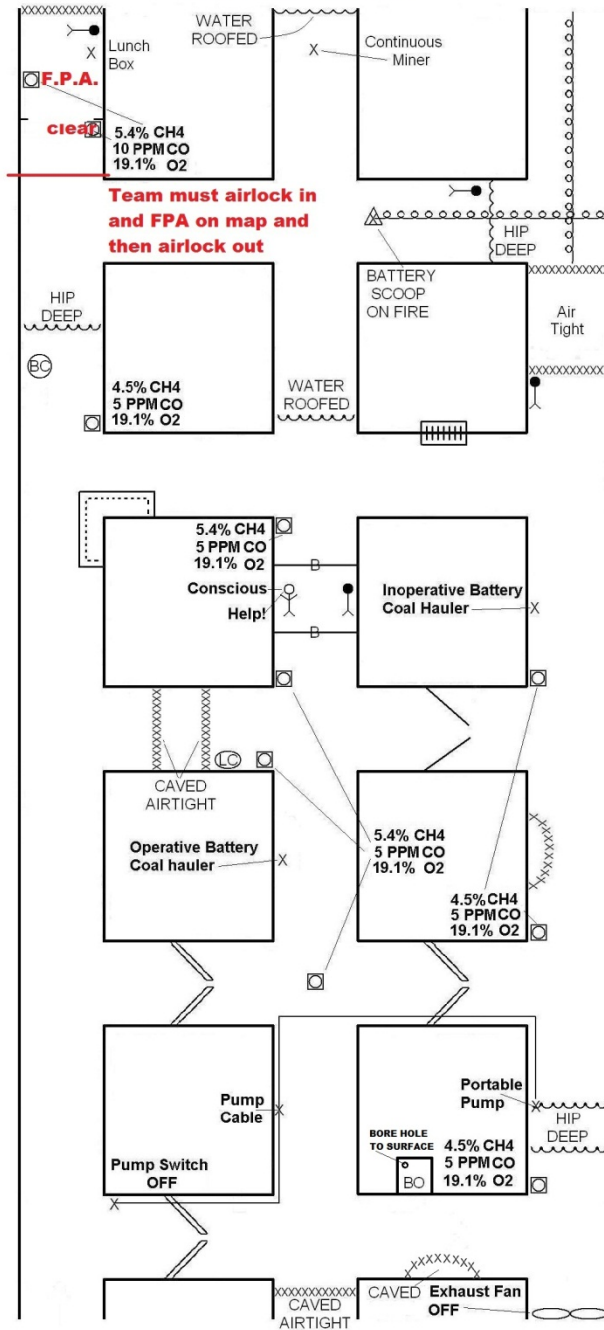 WATER
ROOFED
Lunch
Box
X
X
Continuous
Miner
F.P.A.
clear
5.4% CH4
10 PPM CO
19.1% O2
Team must airlock in
and FPA on map and
then airlock out
HIP
DEEP
BATTERY
SCOOP
ON FIRE
HIP
DEEP
BC
Air
Tight
4.5% CH4
5 PPM CO
19.1% O2
WATER
ROOFED
5.4% CH4
5 PPM CO
19.1% O2
B
Conscious
Help!
B
Inoperative Battery
Coal Hauler
X
LC
CAVED
AIRTIGHT
Operative Battery
Coal hauler
X
5.4% CH4
5 PPM CO
19.1% O2
4.5% CH4
5 PPM CO
19.1% O2
Pump
Cable
X
Portable
Pump
X
HIP
DEEP
BORE HOLE
TO SURFACE
BO
4.5% CH4
5 PPM CO
19.1% O2
Pump Switch
OFF
X
CAVED
AIRTIGHT
CAVED
Exhaust Fan
OFF